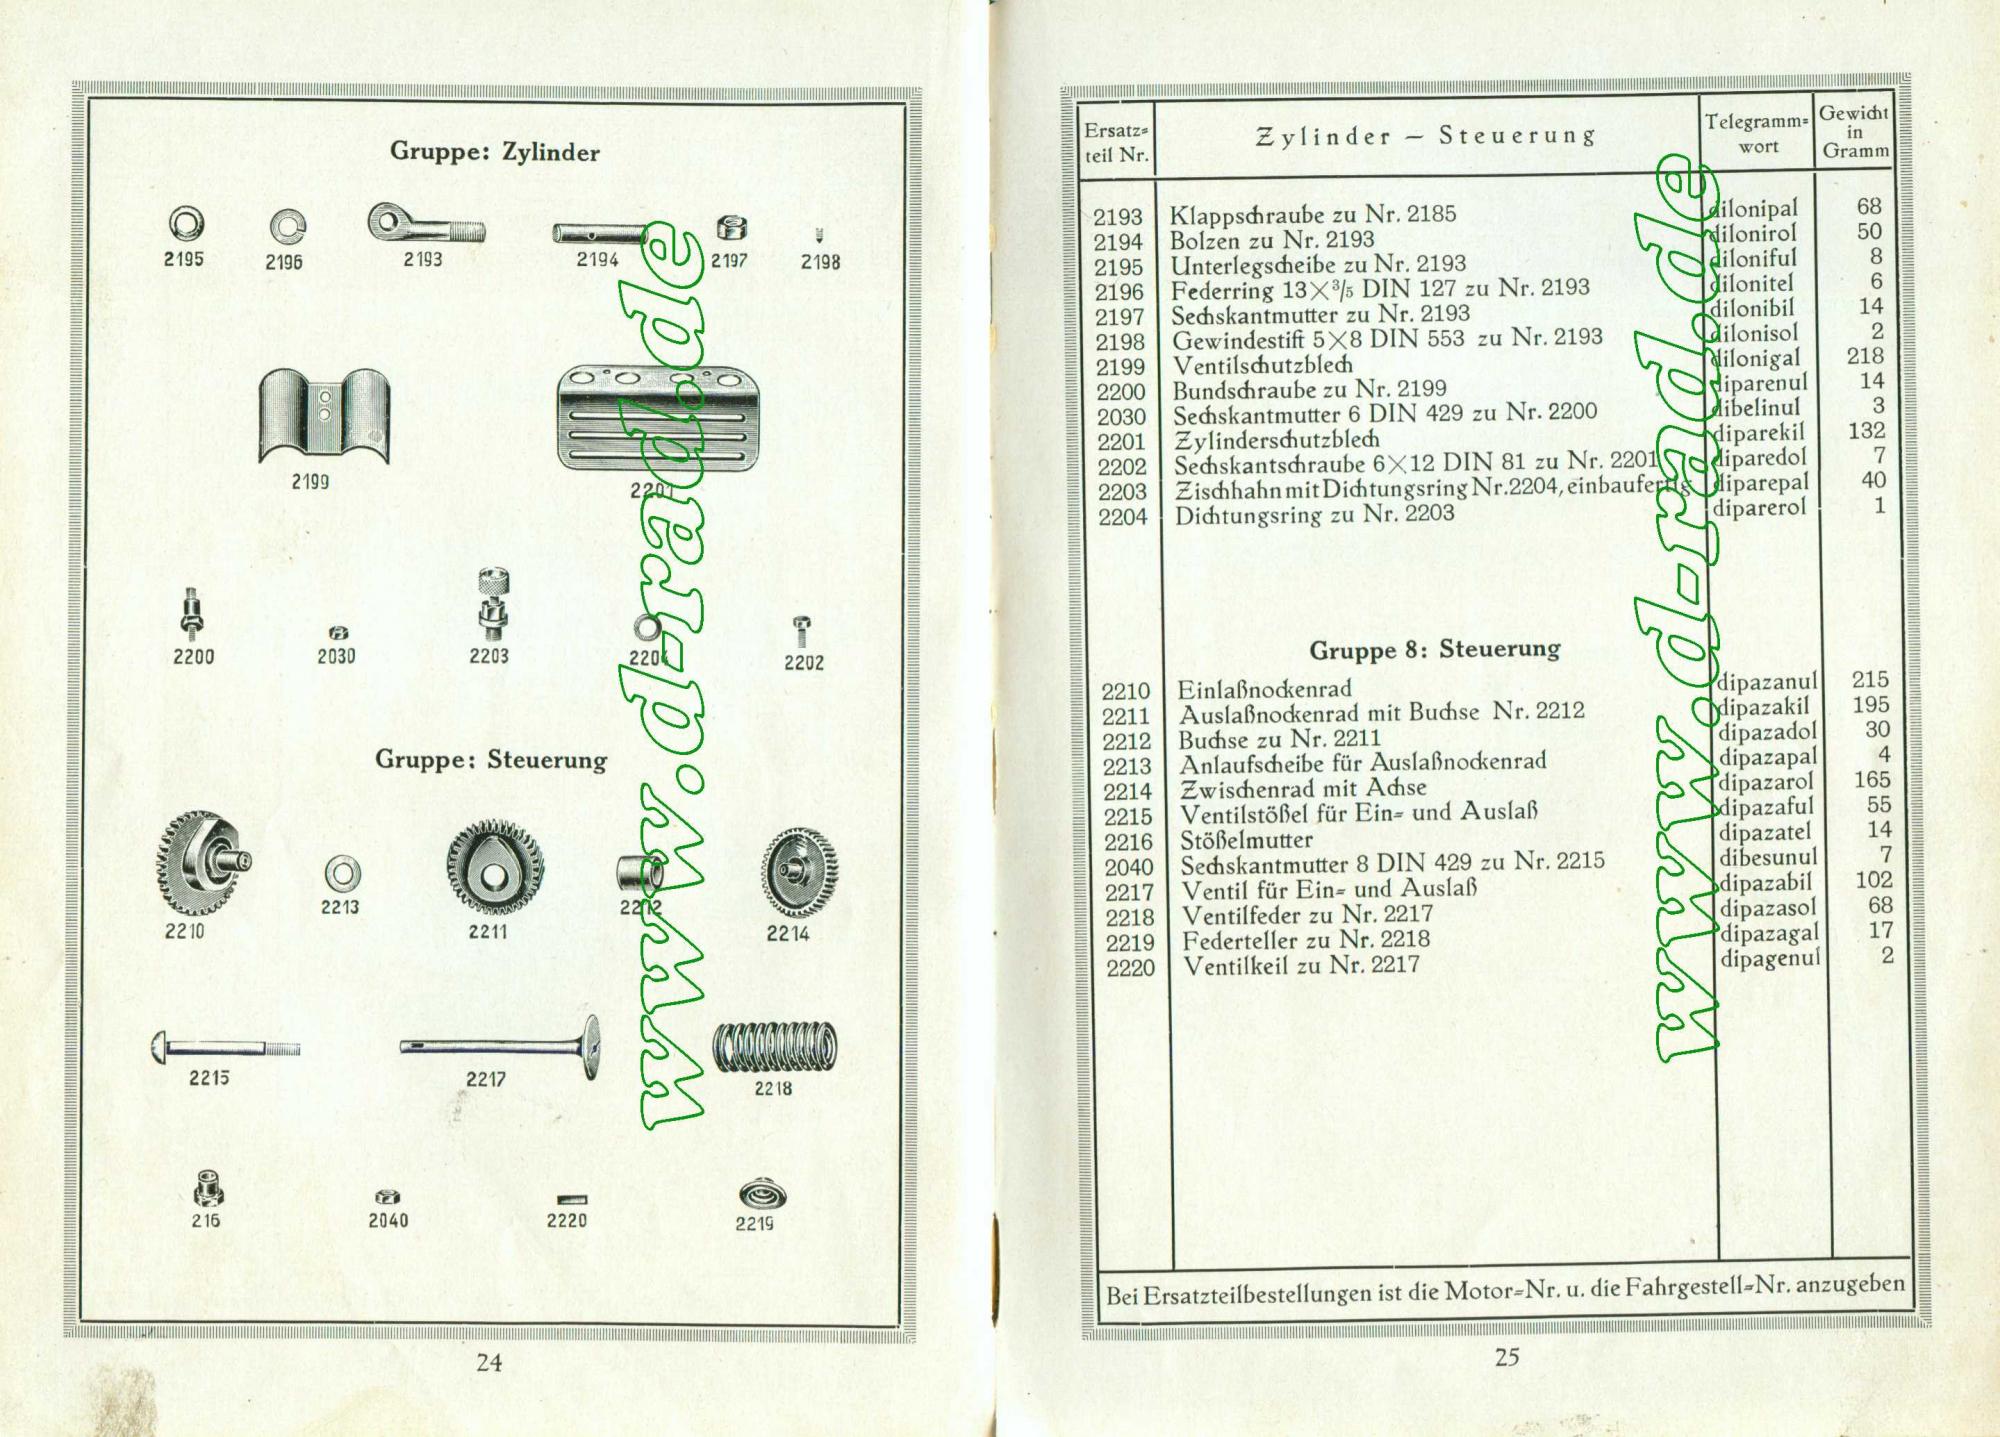 Gruppe: Zylinder
2195 2196 2193 2194 2197 2198
2199 2201
2200 2030 2203 2204 2202
Gruppe: Steuerung
2210 2213 2211 2212 2214
2215 2217 2218
216 2040 2220 2219
24
www.d-rad.de
Ersatz=
teil Nr.
Zylinder — Steuerung
Telegramm=
wort
Gewicht
in
Gramm
2193 Klappschraube zu Nr. 2185 dilonipal 68
2194 Bolzen zu Nr. 2193 dilonirol 50
2195 Unterlegscheibe zu Nr. 2193 diloniful 8
2196 Federring 13×3/5 DIN 127 zu Nr. 2193 dilonitel 6
2197 Sechskantmutter zu Nr. 2193 dilonibil 14
2198 Gewindestift 5×8 DIN 553 zu Nr. 2193 dilonisol 2
2199 Ventilschutzblech dilonigal 218
2200 Bundschraube zu Nr. 2199 diparenul 14
2030 Sechskantmutter 6 DIN 429 zu Nr. 2200 dibelinul 3
2201 Zylinderschutzblech diparekil 132
2202 Sechskantschraube 6×12 DIN 81 zu Nr. 2201 diparedol 7
2203 Zischhahn mit Dichtungsring Nr. 2204, einbaufertig diparepal 40
2204 Dichtungsring zu Nr. 2203 diparerol 1
Gruppe 8: Steuerung
2210 Einlaßnockenrad dipazanul 215
2211 Auslaßnockenrad mit Buchse Nr. 2212 dipazakil 195
2212 Buchse zu Nr. 2211 dipazadol 30
2213 Anlaufscheibe für Auslaßnockenrad dipazapal 4
2214 Zwischenrad mit Achse dipazarol 165
2215 Ventilstößel für Ein= und Auslaß dipazaful 55
2216 Stößelmutter dipazatel 14
2040 Sechskantmutter 8 DIN 429 zu Nr. 2215 dibesunul 7
2217 Ventil für Ein= und Auslaß dipazabil 102
2218 Ventilfeder zu Nr. 2217 dipazasol 68
2219 Federteller zu Nr. 2218 dipazagal 17
2220 Ventilkeil zu Nr. 2217 dipagenul 2
Bei Ersatzteilbestellungen ist die Motor=Nr. u. die Fahrgestell=Nr. anzugeben
25
www.d-rad.de